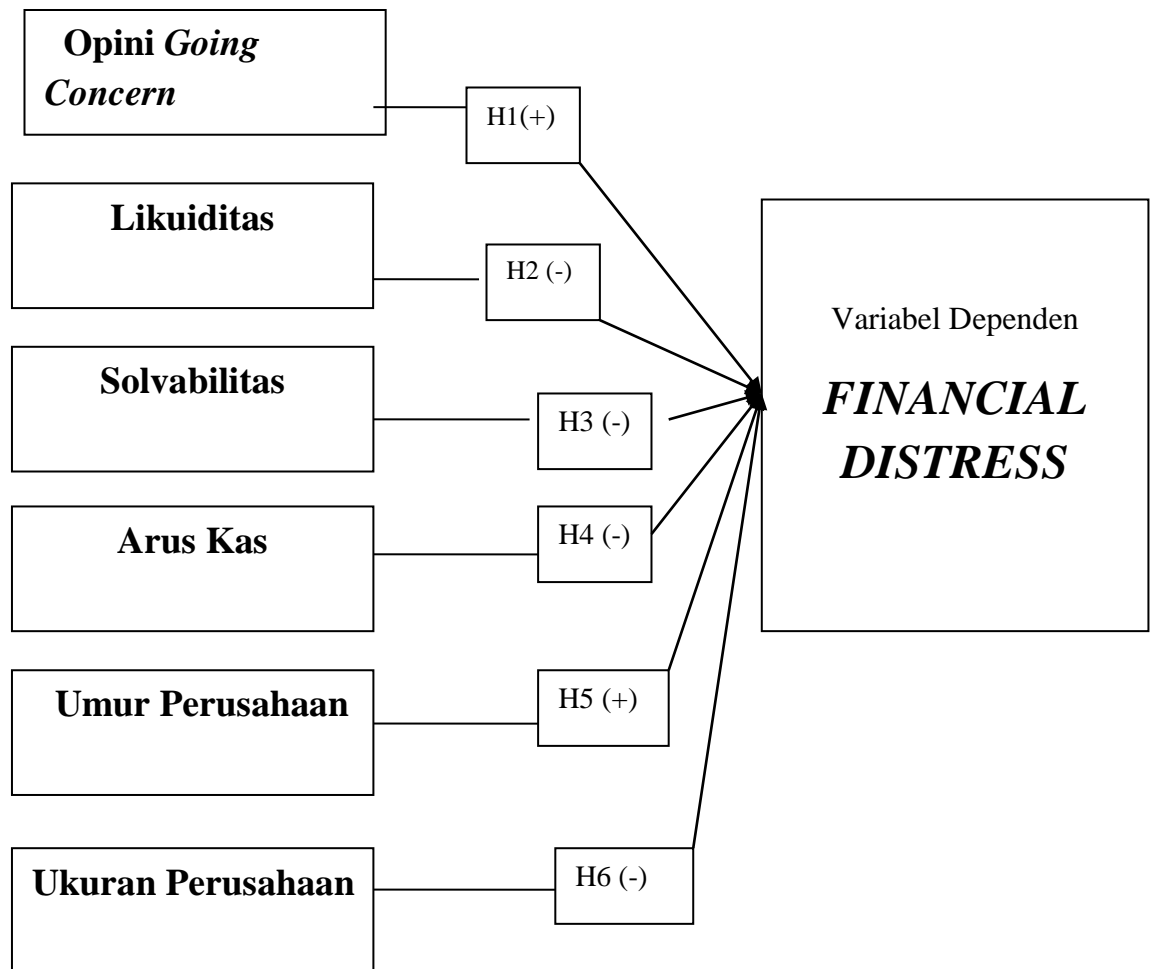 Opini Going
Concern
H1(+)
Likuiditas
H2 (-)
Solvabilitas
H3 (-)
Arus Kas
H4 (-)
Umur Perusahaan
H5 (+)
Ukuran Perusahaan
H6 (-)
Variabel Dependen
FINANCIAL
DISTRESS